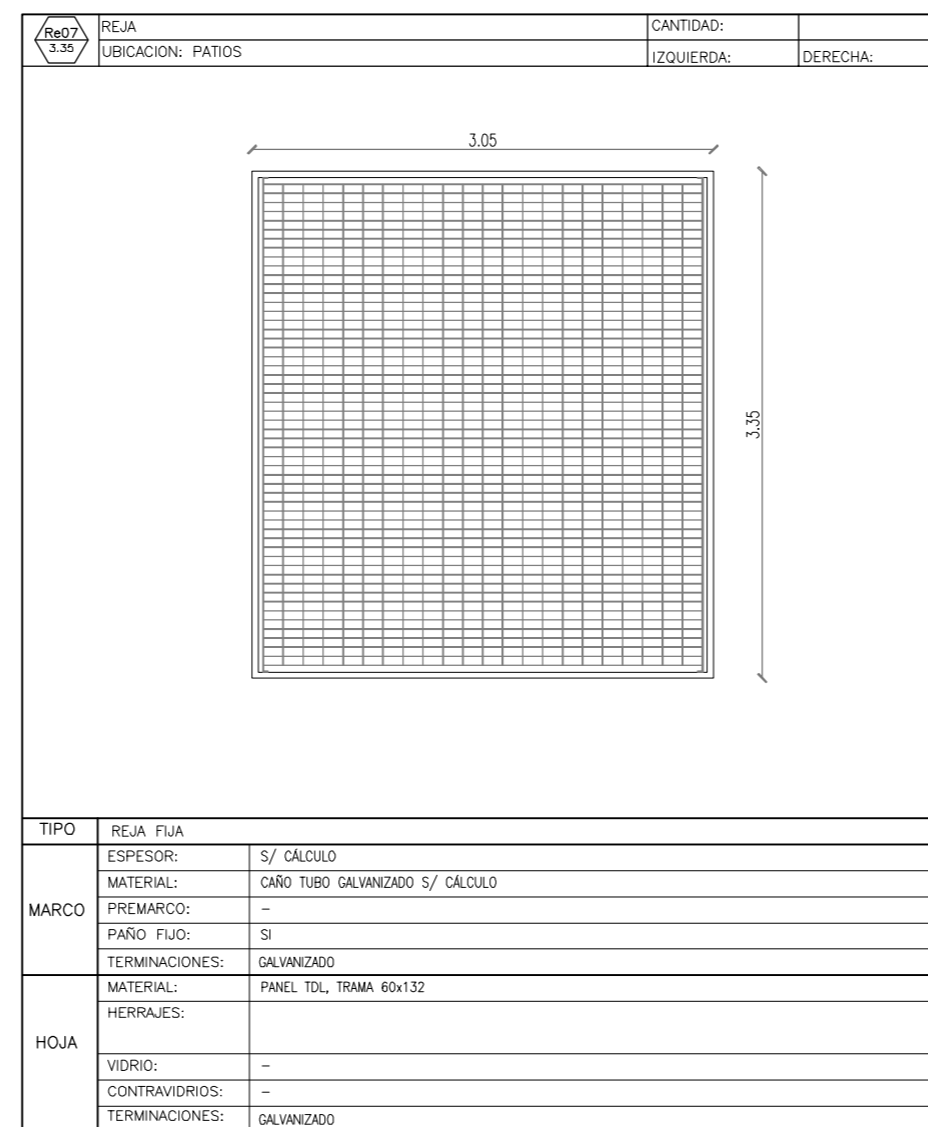 Re07 REJA CANTIDAD:
3.35 UBICACION: PATIOS IZQUIERDA: DERECHA:
3.05
3.35
TIPO REJA FIJA
MARCO
ESPESOR: S/ CÁLCULO
MATERIAL: CAÑO TUBO GALVANIZADO S/ CÁLCULO
PREMARCO: –
PAÑO FIJO: SI
TERMINACIONES: GALVANIZADO
HOJA
MATERIAL: PANEL TDL, TRAMA 60x132
HERRAJES:
VIDRIO: –
CONTRAVIDRIOS: –
TERMINACIONES: GALVANIZADO